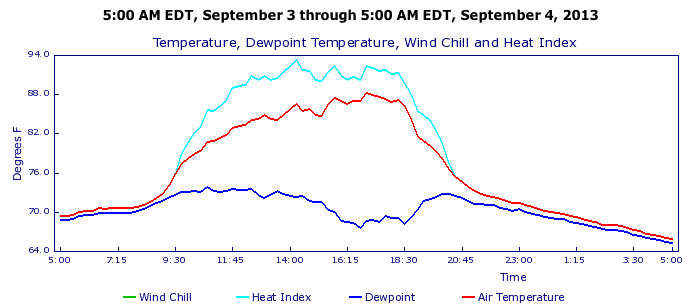 5:00 AM EDT, September 3 through 5:00 AM EDT, September 4, 2013
Temperature, Dewpoint Temperature, Wind Chill and Heat Index
94.0
88.0
82.0
76.0
70.0
64.0
Degrees F
5:00 7:15 9:30 11:45 14:00 16:15 18:30 20:45 23:00 1:15 3:30 5:00
Time
Wind Chill Heat Index Dewpoint Air Temperature